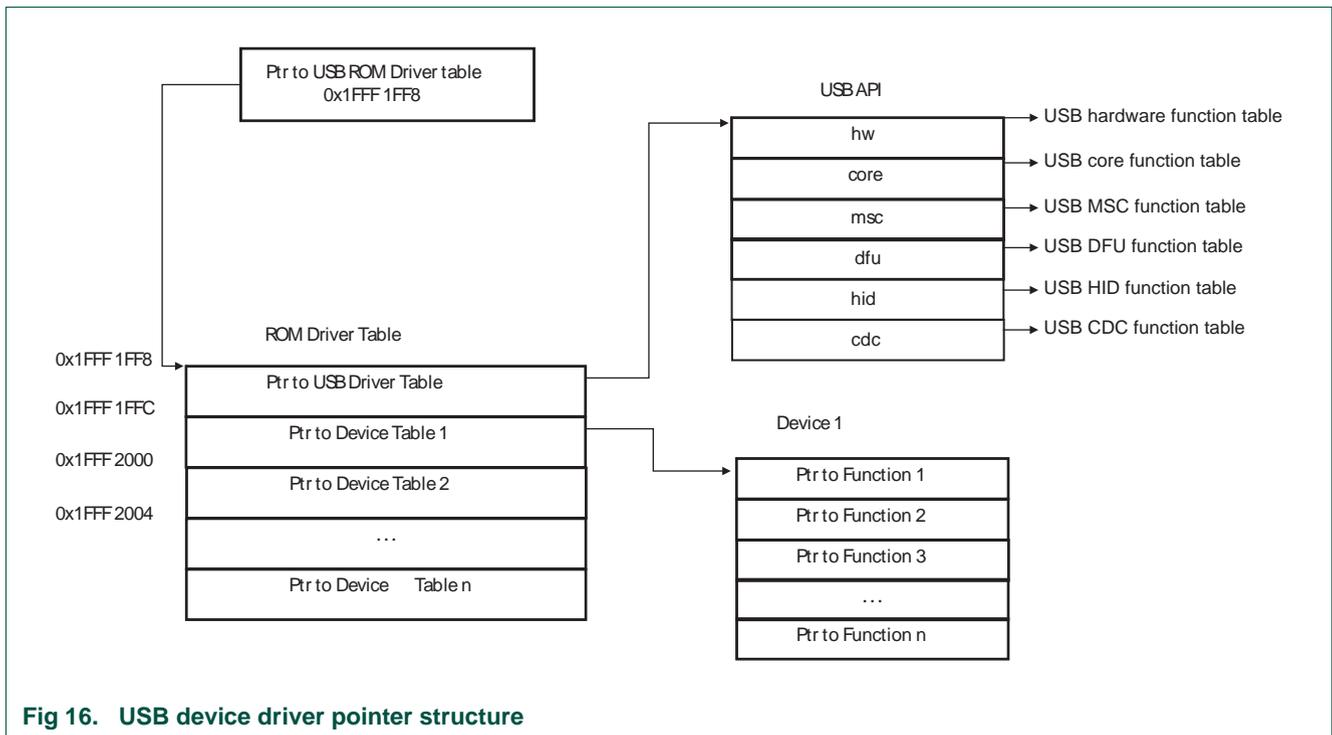 Ptr to USB ROM Driver table
0x1FFF 1FF8
USB API
hw
USB hardware function table
core
USB core function table
msc
USB MSC function table
dfu
USB DFU function table
hid
USB HID function table
cdc
USB CDC function table
ROM Driver Table
0x1FFF 1FF8
Ptr to USB Driver Table
0x1FFF 1FFC
Ptr to Device Table 1
0x1FFF 2000
Ptr to Device Table 2
0x1FFF 2004
...
Ptr to Device Table n
Device 1
Ptr to Function 1
Ptr to Function 2
Ptr to Function 3
...
Ptr to Function n
Fig 16. USB device driver pointer structure